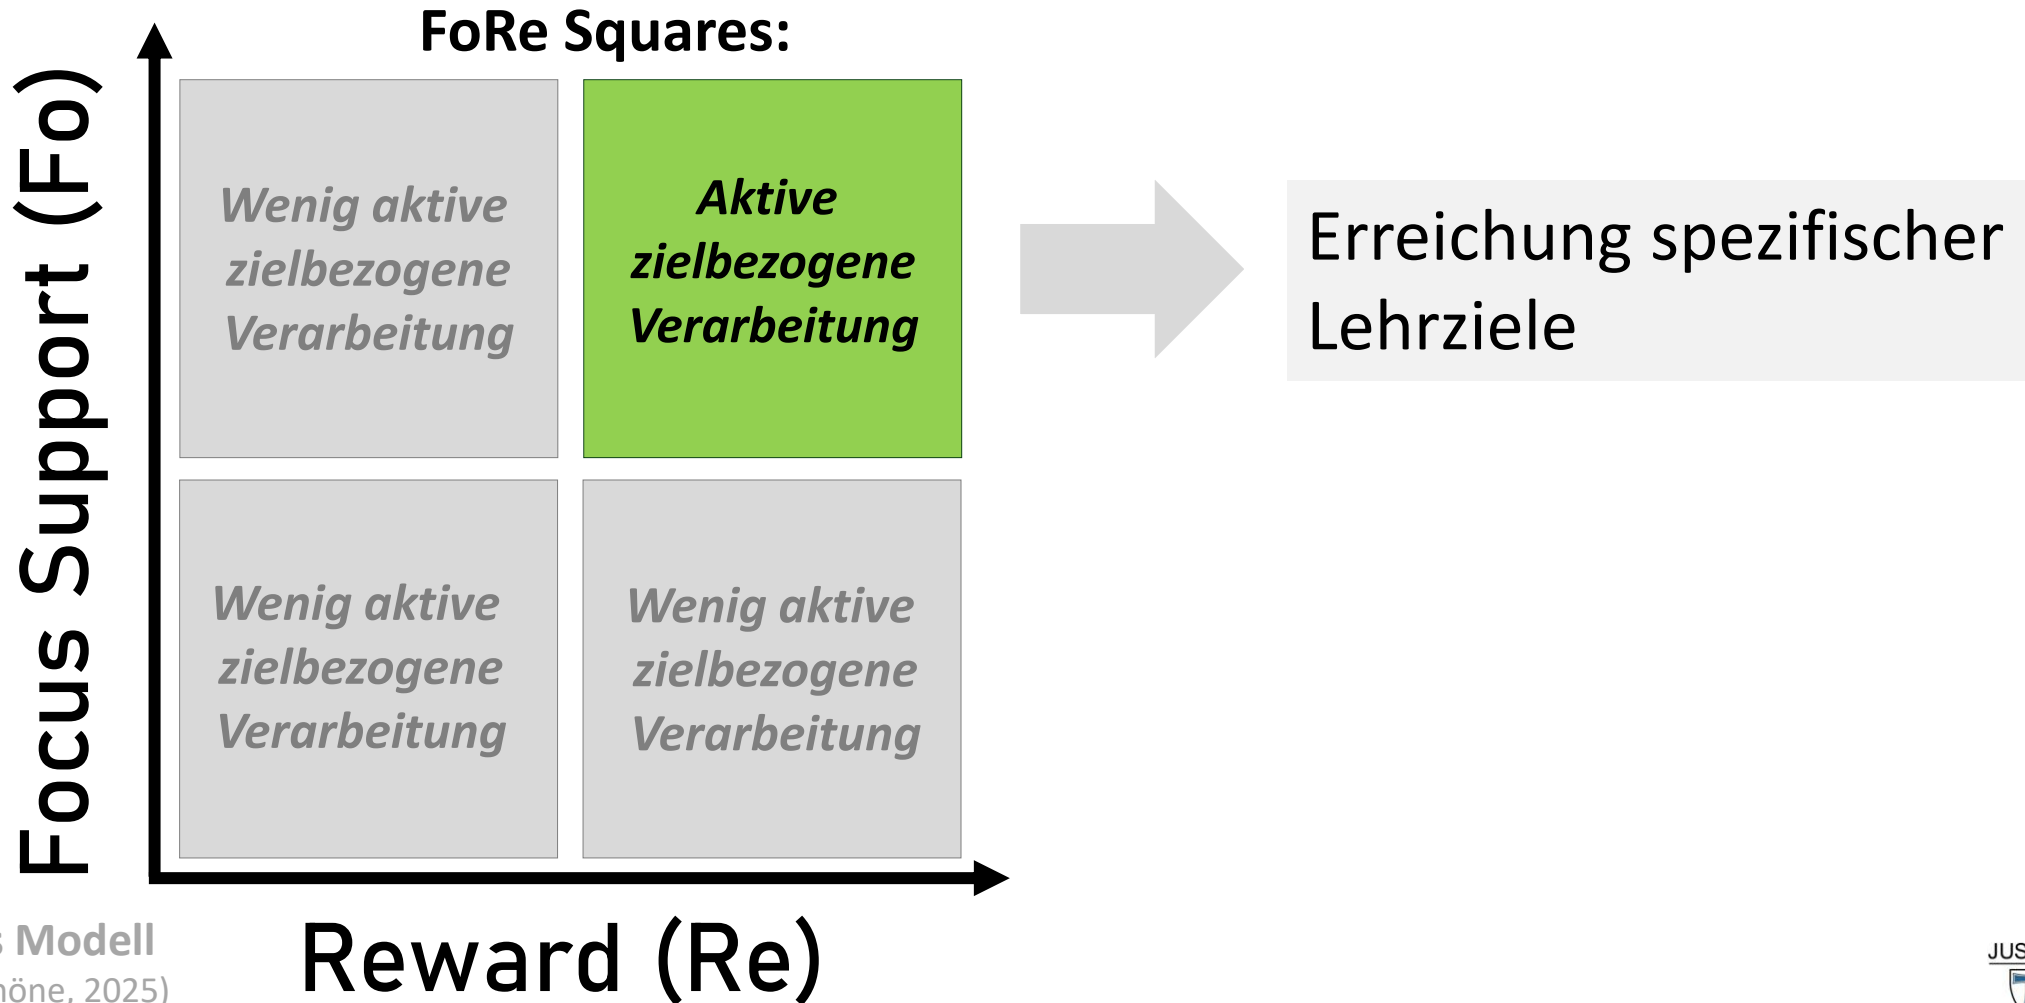 FoRe Squares:
Focus Support (Fo)
Wenig aktive
zielbezogene
Verarbeitung
Aktive
zielbezogene
Verarbeitung
Erreichung spezifischer
Lehrziele
Wenig aktive
zielbezogene
Verarbeitung
Wenig aktive
zielbezogene
Verarbeitung
Reward (Re)
Modell
2025)
JUS